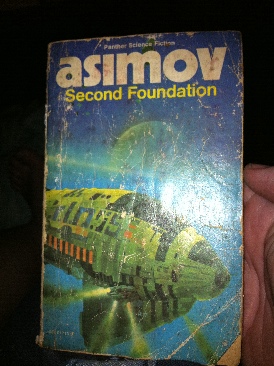 Panther Science Fiction
asimov
Second Foundation